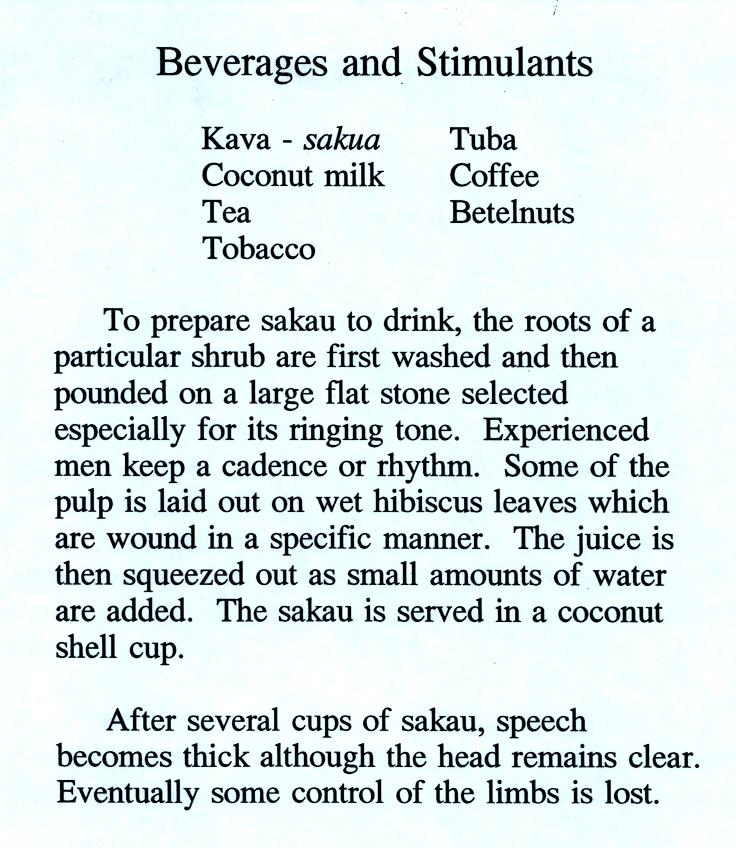 Beverages and Stimulants
Kava - sakua Tuba
Coconut milk Coffee
Tea Betelnuts
Tobacco
To prepare sakau to drink, the roots of a
particular shrub are first washed and then
pounded on a large flat stone selected
especially for its ringing tone. Experienced
men keep a cadence or rhythm. Some of the
pulp is laid out on wet hibiscus leaves which
are wound in a specific manner. The juice is
then squeezed out as small amounts of water
are added. The sakau is served in a coconut
shell cup.
After several cups of sakau, speech
becomes thick although the head remains clear.
Eventually some control of the limbs is lost.